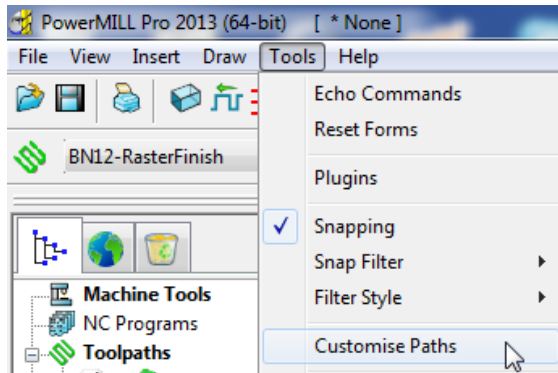 PowerMILL Pro 2013 (64-bit) [ * None ]
File View Insert Draw Tools Help
Echo Commands
Reset Forms
BN12-RasterFinish
Plugins
Snapping
Snap Filter
Filter Style
Machine Tools
NC Programs
Toolpaths
Customise Paths